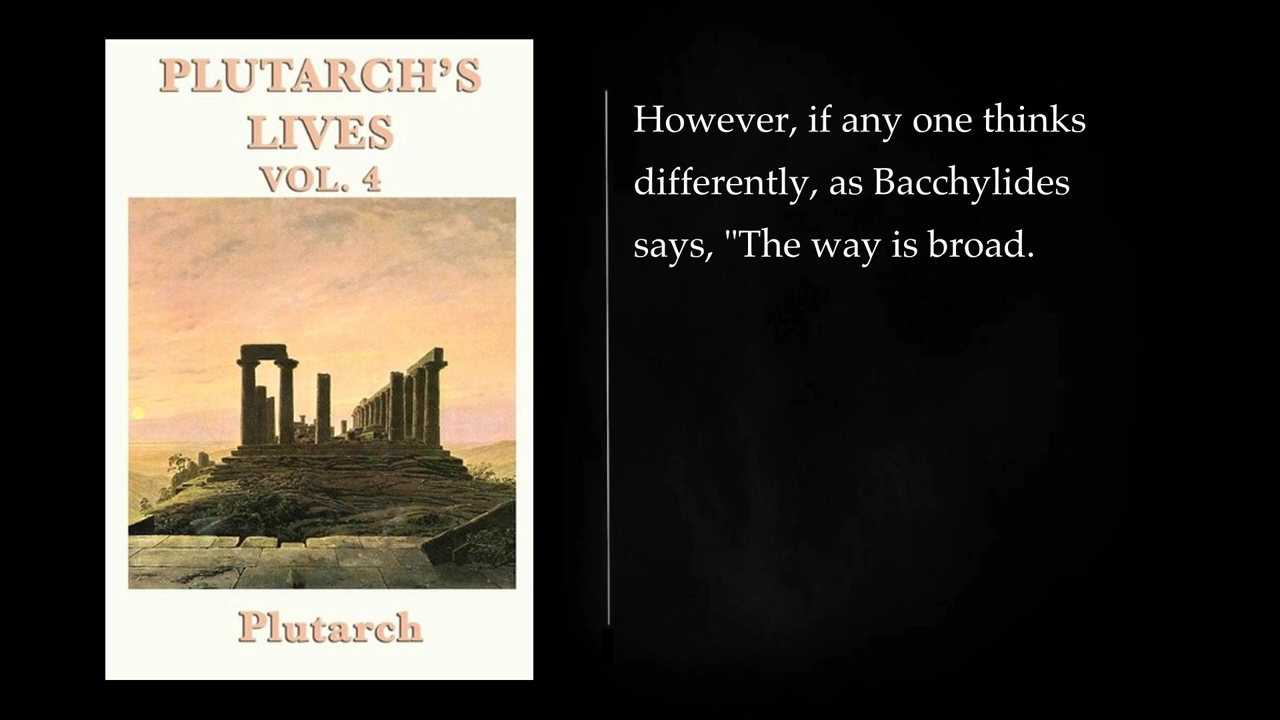 PLUTARCH'S
LIVES
VOL. 4
Plutarch
However, if any one thinks
differently, as Bacchylides
says, "The way is broad.